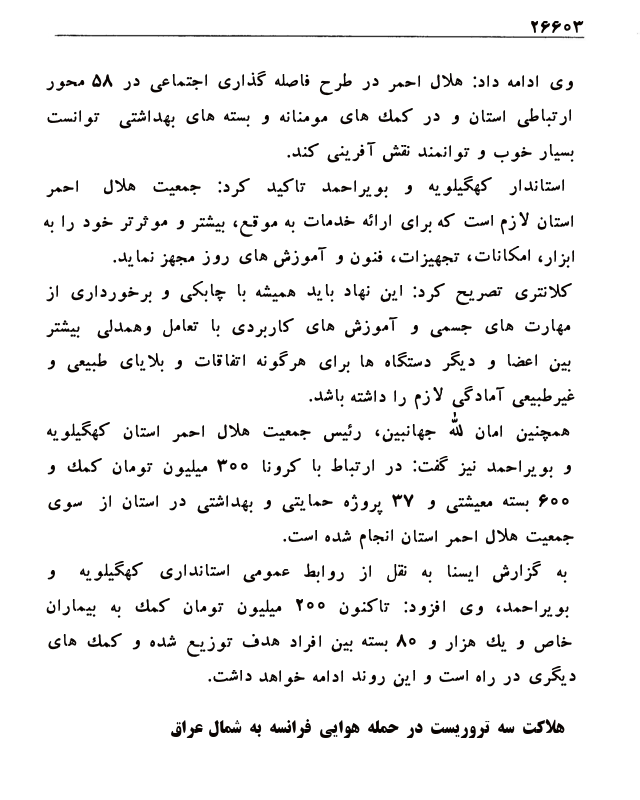 ۲۶۶۰۳
وی ادامه داد: هلال احمر در طرح فاصله گذاری اجتماعی در ۵۸ محور
ارتباطی استان و در کمک های مومنانه و بسته های بهداشتی توانست
بسیار خوب و توانمند نقش آفرینی کند.
استاندار کهگیلویه و بویراحمد تاکید کرد: جمعیت هلال احمر
استان لازم است که برای ارائه خدمات به موقع، بیشتر و موثرتر خود را به
ابزار، امکانات، تجهیزات، فنون و آموزش های روز مجهز نماید.
کلانتری تصریح کرد: این نهاد باید همیشه با چابکی و برخورداری از
مهارت های جسمی و آموزش های کاربردی با تعامل وهمدلی بیشتر
بین اعضا و دیگر دستگاه ها برای هرگونه اتفاقات و بلایای طبیعی و
غیرطبیعی آمادگی لازم را داشته باشد.
همچنین امان لله جهانبین، رئیس جمعیت هلال احمر استان کهگیلویه
و بویراحمد نیز گفت: در ارتباط با کرونا ۳۰۰ میلیون تومان کمک و
۶۰۰ بسته معیشتی و ۳۷ پروژه حمایتی و بهداشتی در استان از سوی
جمعیت هلال احمر استان انجام شده است.
به گزارش ایسنا به نقل از روابط عمومی استانداری کهگیلویه و
بویراحمد، وی افزود: تاکنون ۲۰۰ میلیون تومان کمک به بیماران
خاص و یک هزار و ۸۰ بسته بین افراد هدف توزیع شده و کمک های
دیگری در راه است و این روند ادامه خواهد داشت.
هلاکت سه تروریست در حمله هوایی فرانسه به شمال عراق